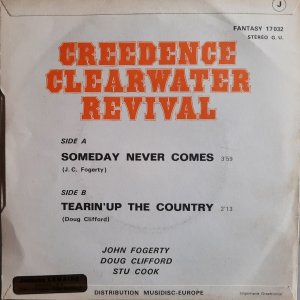 J
FANTASY 17032
STEREO G. U.
CREEDENCE
CLEARWATER
REVIVAL
SIDE A
SOMEDAY NEVER COMES 3'59
(J. C. Fogerty)
SIDE B
TEARIN'UP THE COUNTRY 2'13
(Doug Clifford)
JOHN FOGERTY
DOUG CLIFFORD
STU COOK
DISTRIBUTION MUSIDISC-EUROPE